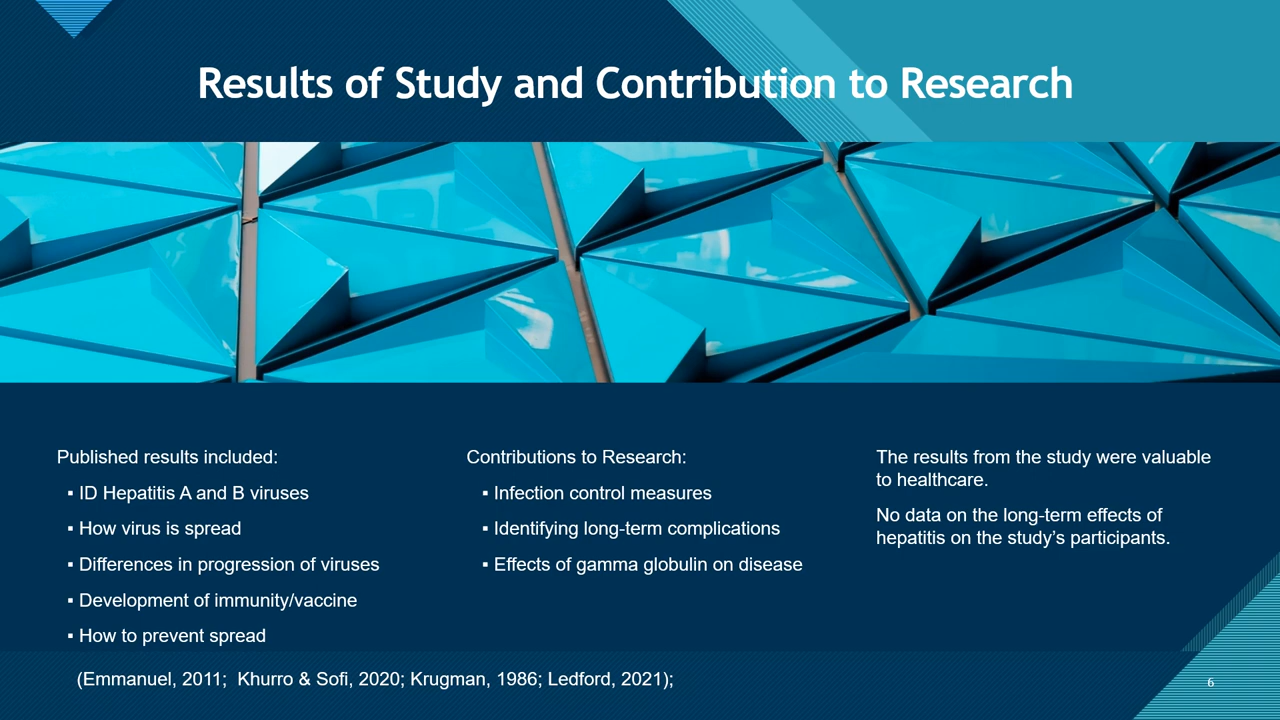 Results of Study and Contribution to Research
Published results included:
▪ ID Hepatitis A and B viruses
▪ How virus is spread
▪ Differences in progression of viruses
▪ Development of immunity/vaccine
▪ How to prevent spread
Contributions to Research:
▪ Infection control measures
▪ Identifying long-term complications
▪ Effects of gamma globulin on disease
The results from the study were valuable
to healthcare.
No data on the long-term effects of
hepatitis on the study’s participants.
(Emmanuel, 2011;  Khurro & Sofi, 2020; Krugman, 1986; Ledford, 2021);
6